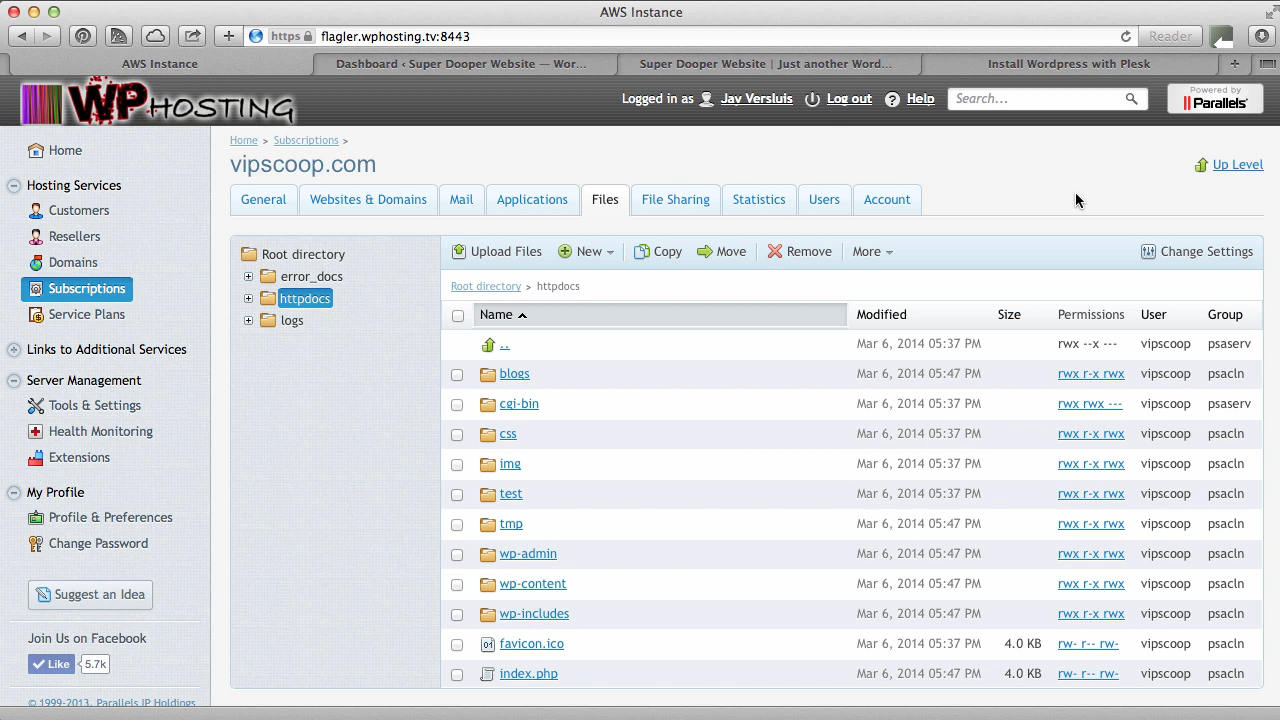 AWS Instance
https flagler.wphosting.tv:8443
Reader
AWS Instance
Dashboard ‹ Super Dooper Website — Wor...
Super Dooper Website | Just another Word...
Install Wordpress with Plesk
WPHOSTING
Logged in as Jay Versluis Log out Help Search...
Powered by
Parallels
Home
Hosting Services
Customers
Resellers
Domains
Subscriptions
Service Plans
Links to Additional Services
Server Management
Tools & Settings
Health Monitoring
Extensions
My Profile
Profile & Preferences
Change Password
Suggest an Idea
Join Us on Facebook
Like 5.7k
© 1999-2013. Parallels IP Holdings
Home > Subscriptions >
vipscoop.com
Up Level
General Websites & Domains Mail Applications Files File Sharing Statistics Users Account
Root directory
error_docs
httpdocs
logs
Upload Files New Copy Move Remove More Change Settings
Root directory > httpdocs
Name Modified Size Permissions User Group
.. Mar 6, 2014 05:37 PM rwx --x --- vipscoop psaserv
blogs Mar 6, 2014 05:47 PM rwx r-x rwx vipscoop psacln
cgi-bin Mar 6, 2014 05:37 PM rwx rwx --- vipscoop psaserv
css Mar 6, 2014 05:37 PM rwx r-x rwx vipscoop psacln
img Mar 6, 2014 05:37 PM rwx r-x rwx vipscoop psacln
test Mar 6, 2014 05:37 PM rwx r-x rwx vipscoop psacln
tmp Mar 6, 2014 05:37 PM rwx r-x rwx vipscoop psacln
wp-admin Mar 6, 2014 05:47 PM rwx r-x rwx vipscoop psacln
wp-content Mar 6, 2014 05:47 PM rwx r-x rwx vipscoop psacln
wp-includes Mar 6, 2014 05:47 PM rwx r-x rwx vipscoop psacln
favicon.ico Mar 6, 2014 05:37 PM 4.0 KB rw- r-- rw- vipscoop psacln
index.php Mar 6, 2014 05:47 PM 4.0 KB rw- r-- rw- vipscoop psacln